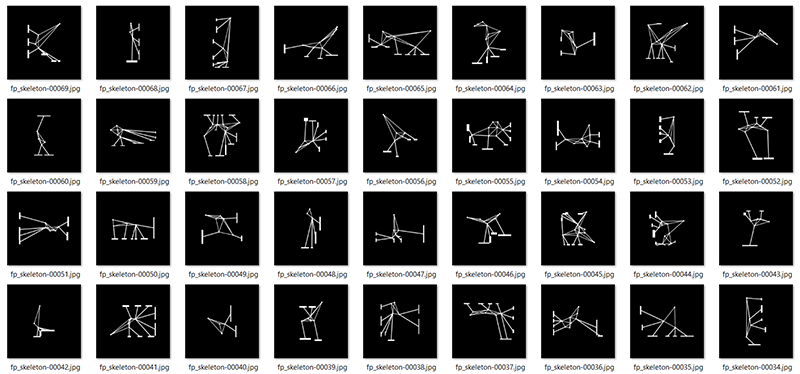 fp_skeleton-00069.jpg fp_skeleton-00068.jpg fp_skeleton-00067.jpg fp_skeleton-00066.jpg fp_skeleton-00065.jpg fp_skeleton-00064.jpg fp_skeleton-00063.jpg fp_skeleton-00062.jpg fp_skeleton-00061.jpg
fp_skeleton-00060.jpg fp_skeleton-00059.jpg fp_skeleton-00058.jpg fp_skeleton-00057.jpg fp_skeleton-00056.jpg fp_skeleton-00055.jpg fp_skeleton-00054.jpg fp_skeleton-00053.jpg fp_skeleton-00052.jpg
fp_skeleton-00051.jpg fp_skeleton-00050.jpg fp_skeleton-00049.jpg fp_skeleton-00048.jpg fp_skeleton-00047.jpg fp_skeleton-00046.jpg fp_skeleton-00045.jpg fp_skeleton-00044.jpg fp_skeleton-00043.jpg
fp_skeleton-00042.jpg fp_skeleton-00041.jpg fp_skeleton-00040.jpg fp_skeleton-00039.jpg fp_skeleton-00038.jpg fp_skeleton-00037.jpg fp_skeleton-00036.jpg fp_skeleton-00035.jpg fp_skeleton-00034.jpg